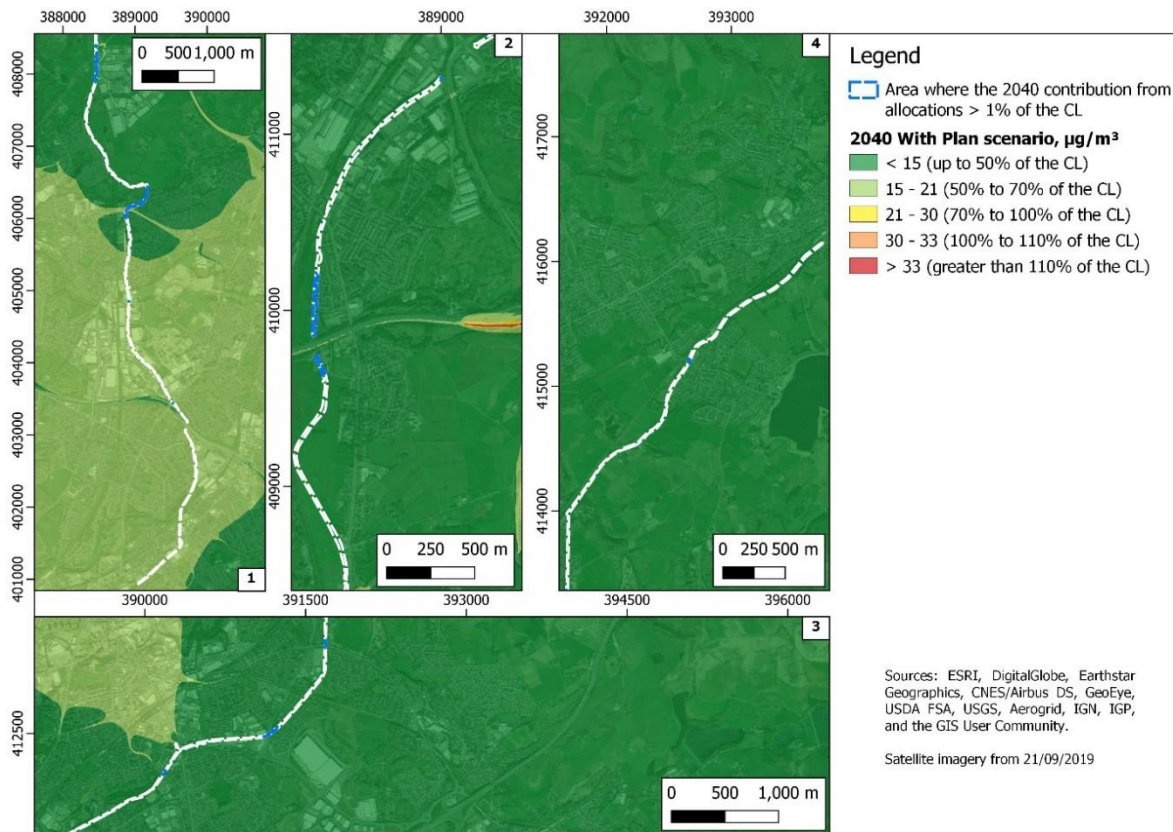 388000 389000 390000
389000
392000 393000
0 500 1,000 m
1
408000
407000
406000
405000
404000
403000
402000
401000
2
411000
410000
409000
0 250 500 m
4
417000
416000
415000
414000
0 250 500 m
390000 391500 393000 394500 396000
3
412500
0 500 1,000 m
Legend
Area where the 2040 contribution from
allocations > 1% of the CL
2040 With Plan scenario, µg/m³
< 15 (up to 50% of the CL)
15 - 21 (50% to 70% of the CL)
21 - 30 (70% to 100% of the CL)
30 - 33 (100% to 110% of the CL)
> 33 (greater than 110% of the CL)
Sources: ESRI, DigitalGlobe, Earthstar
Geographics, CNES/Airbus DS, GeoEye,
USDA FSA, USGS, Aerogrid, IGN, IGP,
and the GIS User Community.
Satellite imagery from 21/09/2019